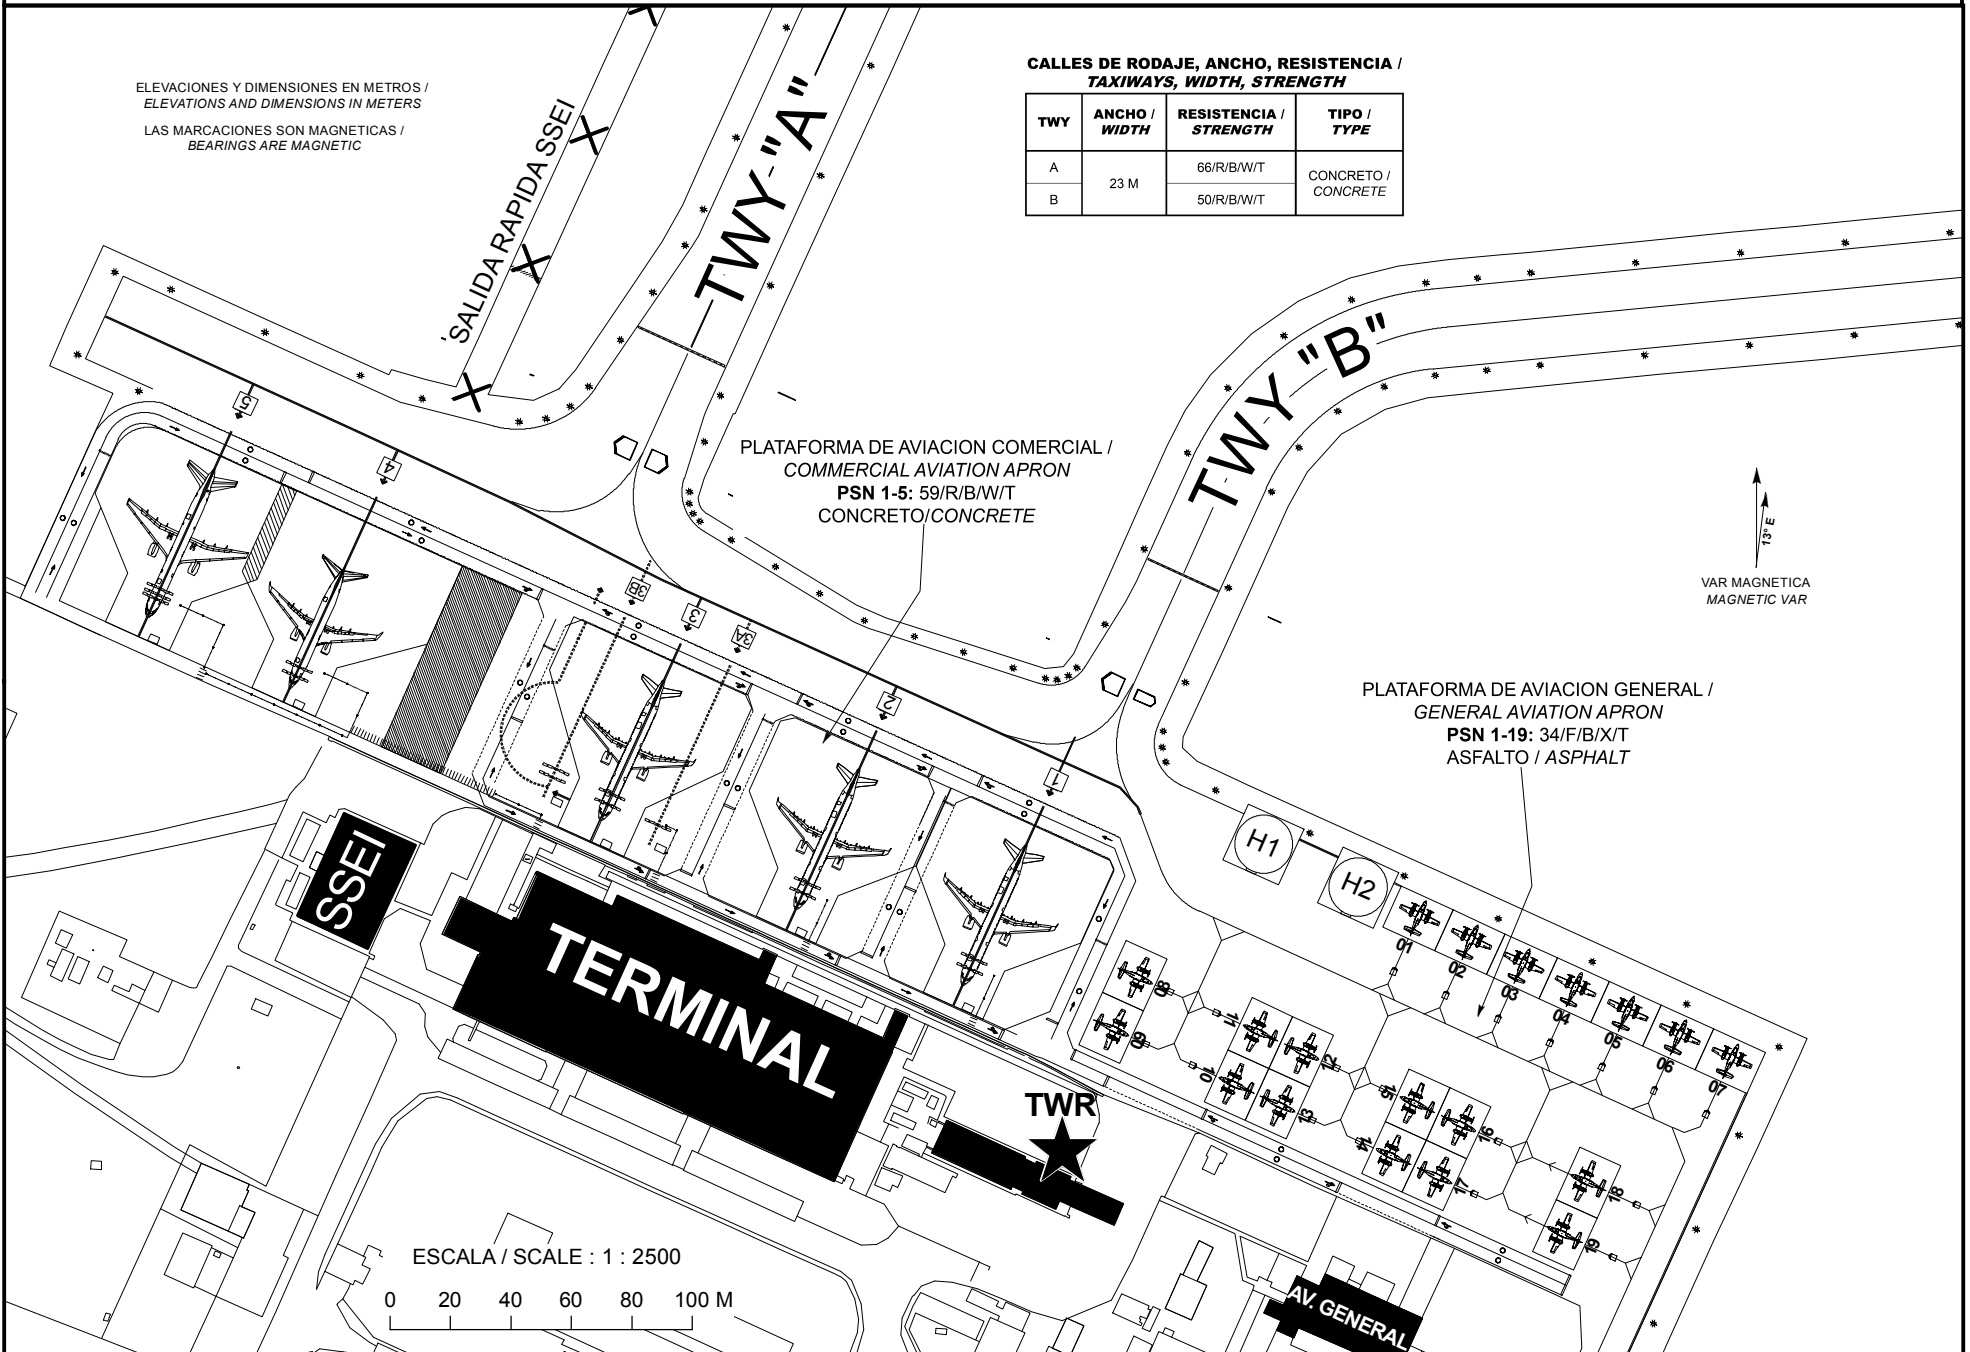 ELEVACIONES Y DIMENSIONES EN METROS /
ELEVATIONS AND DIMENSIONS IN METERS
LAS MARCACIONES SON MAGNETICAS /
BEARINGS ARE MAGNETIC
SALIDA RAPIDA SSEI
TWY "A"
CALLES DE RODAJE, ANCHO, RESISTENCIA /
TAXIWAYS, WIDTH, STRENGTH
TWY
ANCHO /
WIDTH
RESISTENCIA /
STRENGTH
TIPO /
TYPE
A
23 M
66/R/B/W/T
CONCRETO /
CONCRETE
B
50/R/B/W/T
TWY "B"
PLATAFORMA DE AVIACION COMERCIAL /
COMMERCIAL AVIATION APRON
PSN 1-5: 59/R/B/W/T
CONCRETO/CONCRETE
13° E
VAR MAGNETICA
MAGNETIC VAR
PLATAFORMA DE AVIACION GENERAL /
GENERAL AVIATION APRON
PSN 1-19: 34/F/B/X/T
ASFALTO / ASPHALT
5
4
3B
3
3A
2
1
H1
H2
01
02
03
04
05
06
07
08
09
10
11
12
13
14
15
16
17
18
19
SSEI
TERMINAL
TWR
AV. GENERAL
ESCALA / SCALE : 1 : 2500
0 20 40 60 80 100 M